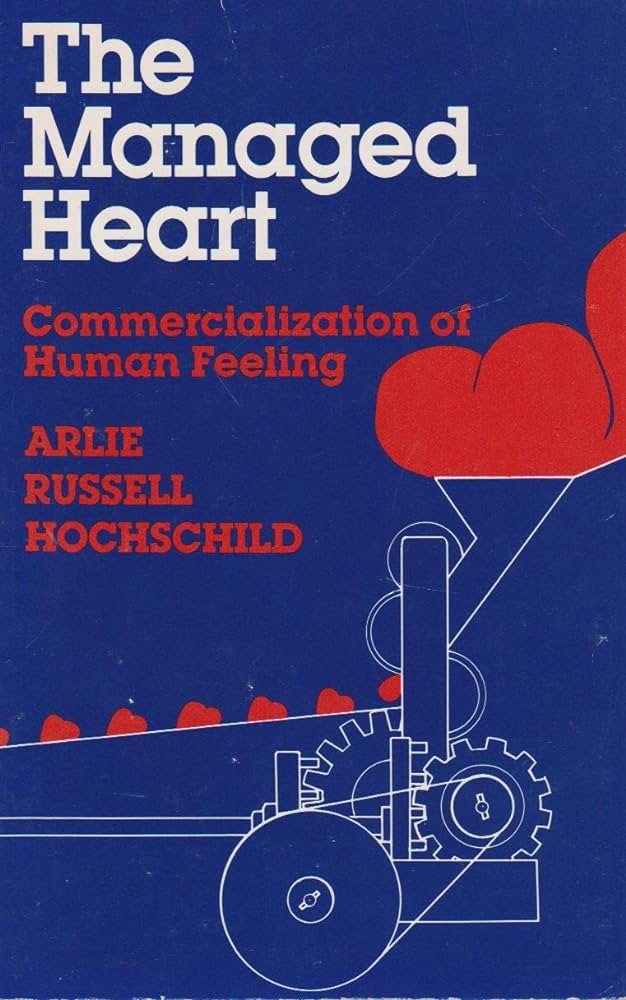 The
Managed
Heart
Commercialization of
Human Feeling
ARLIE
RUSSELL
HOCHSCHILD